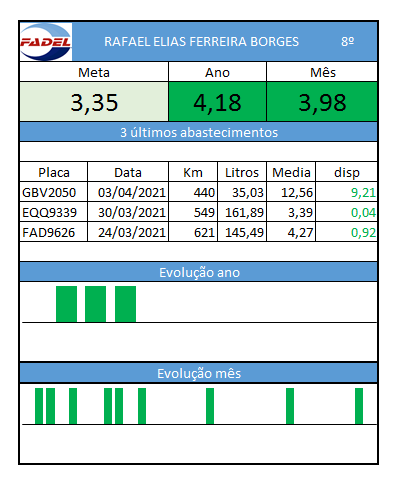 FADEL RAFAEL ELIAS FERREIRA BORGES 8º
Meta Ano Mês
3,35 4,18 3,98
3 últimos abastecimentos
Placa Data Km Litros Media disp
GBV2050 03/04/2021 440 35,03 12,56 9,21
EQQ9339 30/03/2021 549 161,89 3,39 0,04
FAD9626 24/03/2021 621 145,49 4,27 0,92
Evolução ano
Evolução mês